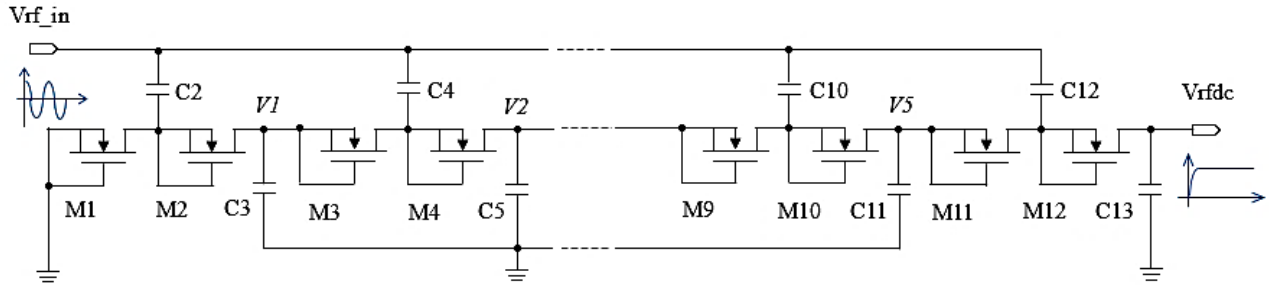 Vrf_in
C2
C4
C10
C12
Vrfdc
V1
V2
V5
M1
M2
C3
M3
M4
C5
M9
M10
C11
M11
M12
C13